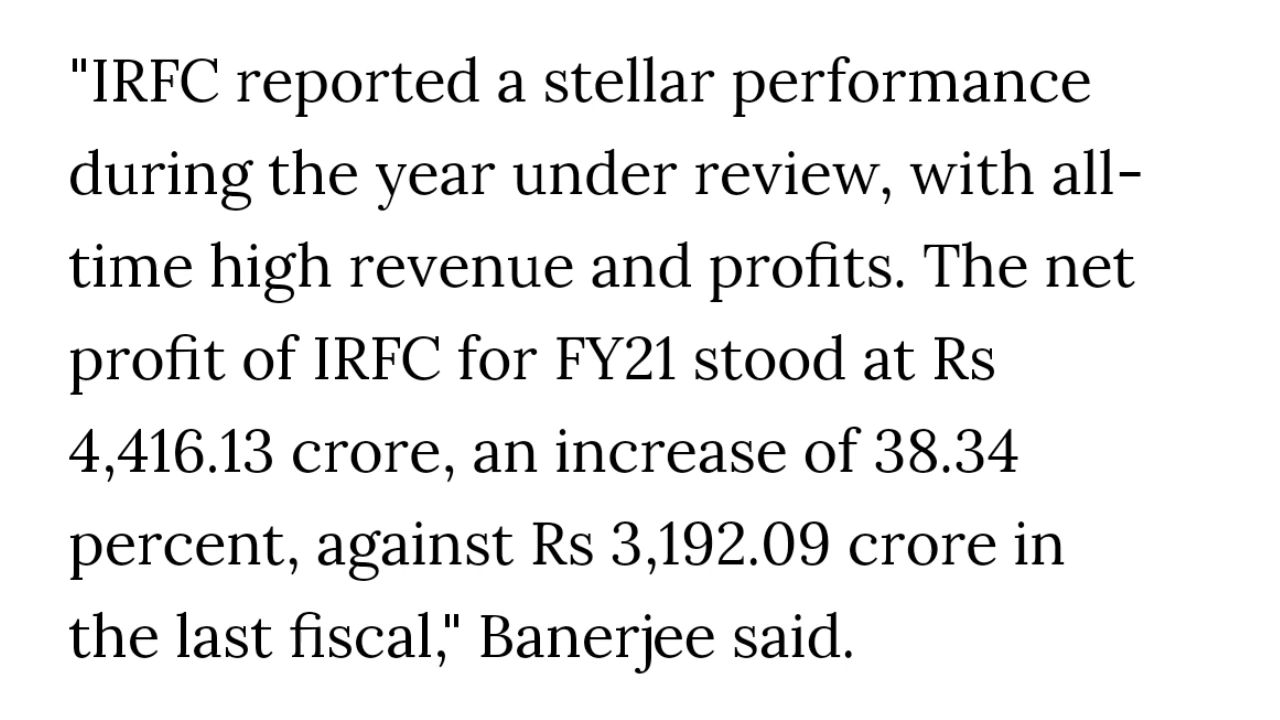 "IRFC reported a stellar performance
during the year under review, with all-
time high revenue and profits. The net
profit of IRFC for FY21 stood at Rs
4,416.13 crore, an increase of 38.34
percent, against Rs 3,192.09 crore in
the last fiscal," Banerjee said.